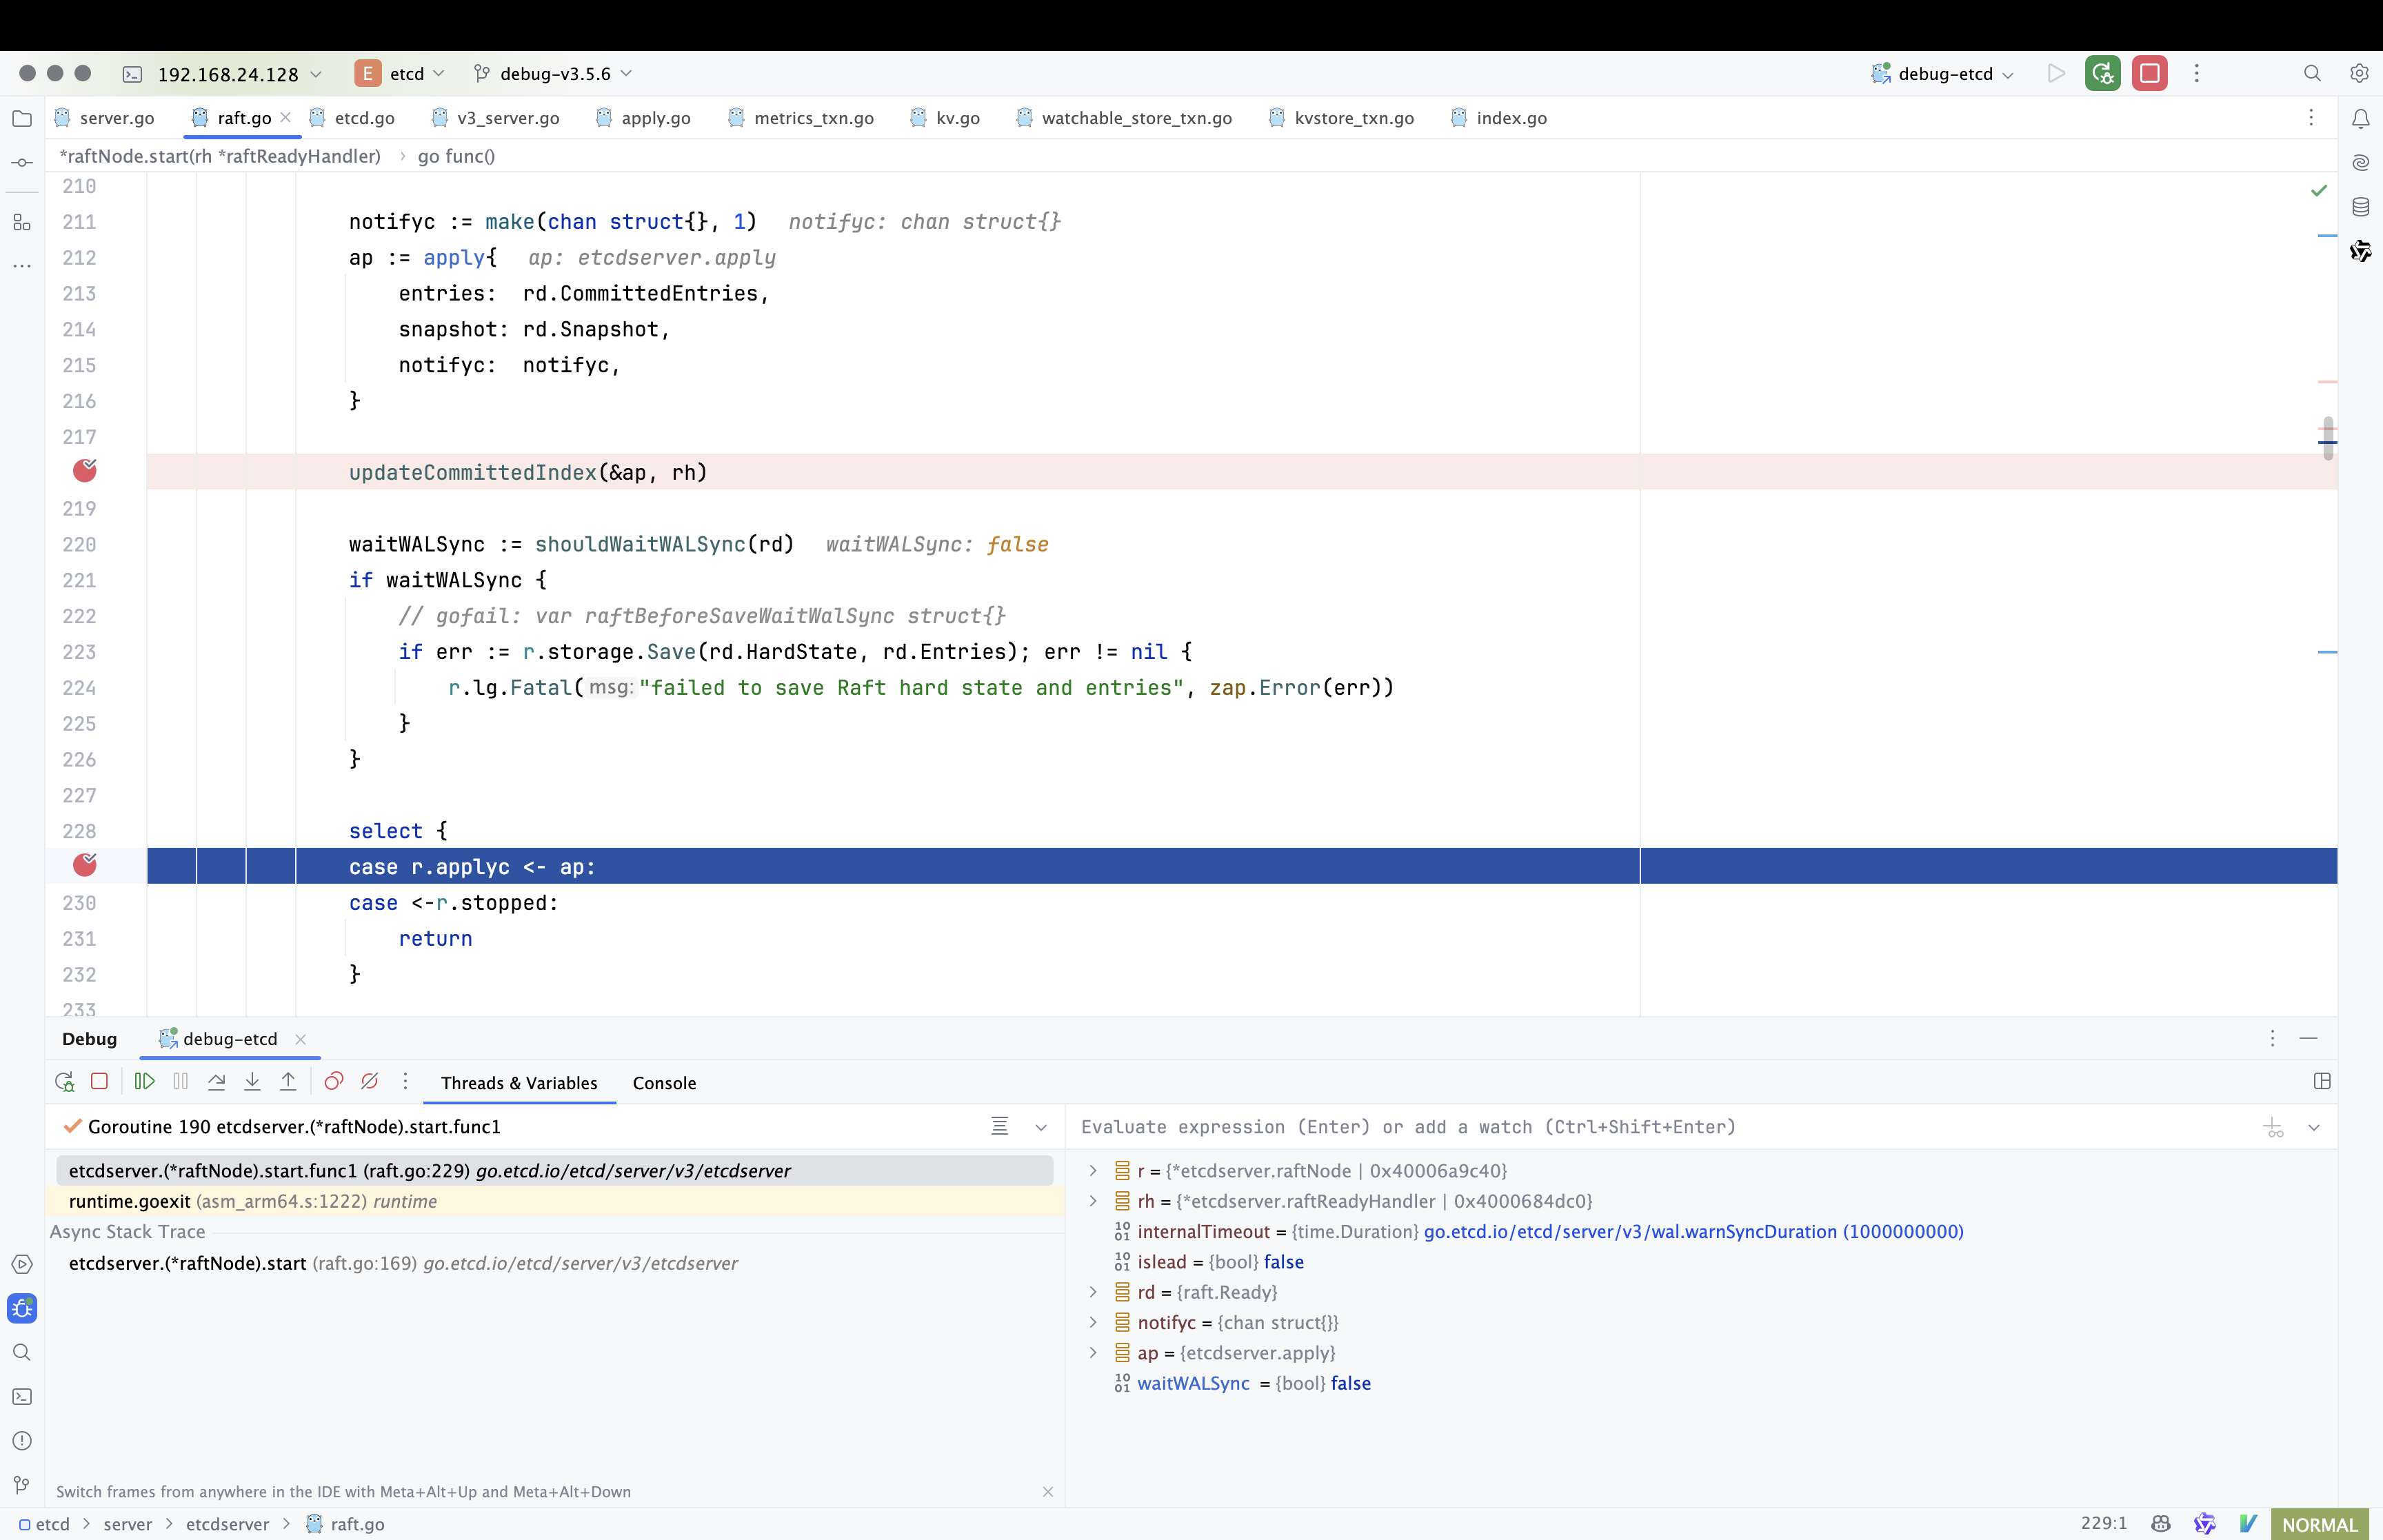 192.168.24.128 E etcd debug-v3.5.6 debug-etcd
server.go raft.go etcd.go v3_server.go apply.go metrics_txn.go kv.go watchable_store_txn.go kvstore_txn.go index.go
*raftNode.start(rh *raftReadyHandler) › go func()
210
211 notifyc := make(chan struct{}, 1) notifyc: chan struct{}
212 ap := apply{ ap: etcdserver.apply
213 entries: rd.CommittedEntries,
214 snapshot: rd.Snapshot,
215 notifyc: notifyc,
216 }
217
updateCommittedIndex(&ap, rh)
219
220 waitWALSync := shouldWaitWALSync(rd) waitWALSync: false
221 if waitWALSync {
222 // gofail: var raftBeforeSaveWaitWalSync struct{}
223 if err := r.storage.Save(rd.HardState, rd.Entries); err != nil {
224 r.lg.Fatal( msg: "failed to save Raft hard state and entries", zap.Error(err))
225 }
226 }
227
228 select {
case r.applyc <- ap:
230 case <-r.stopped:
231 return
232 }
233
Debug debug-etcd
Threads & Variables Console
Goroutine 190 etcdserver.(*raftNode).start.func1
etcdserver.(*raftNode).start.func1 (raft.go:229) go.etcd.io/etcd/server/v3/etcdserver
runtime.goexit (asm_arm64.s:1222) runtime
Async Stack Trace
etcdserver.(*raftNode).start (raft.go:169) go.etcd.io/etcd/server/v3/etcdserver
Switch frames from anywhere in the IDE with Meta+Alt+Up and Meta+Alt+Down
Evaluate expression (Enter) or add a watch (Ctrl+Shift+Enter)
r = {*etcdserver.raftNode | 0x40006a9c40}
rh = {*etcdserver.raftReadyHandler | 0x4000684dc0}
internalTimeout = {time.Duration} go.etcd.io/etcd/server/v3/wal.warnSyncDuration (1000000000)
islead = {bool} false
rd = {raft.Ready}
notifyc = {chan struct{}}
ap = {etcdserver.apply}
waitWALSync = {bool} false
etcd > server > etcdserver > raft.go 229:1 NORMAL